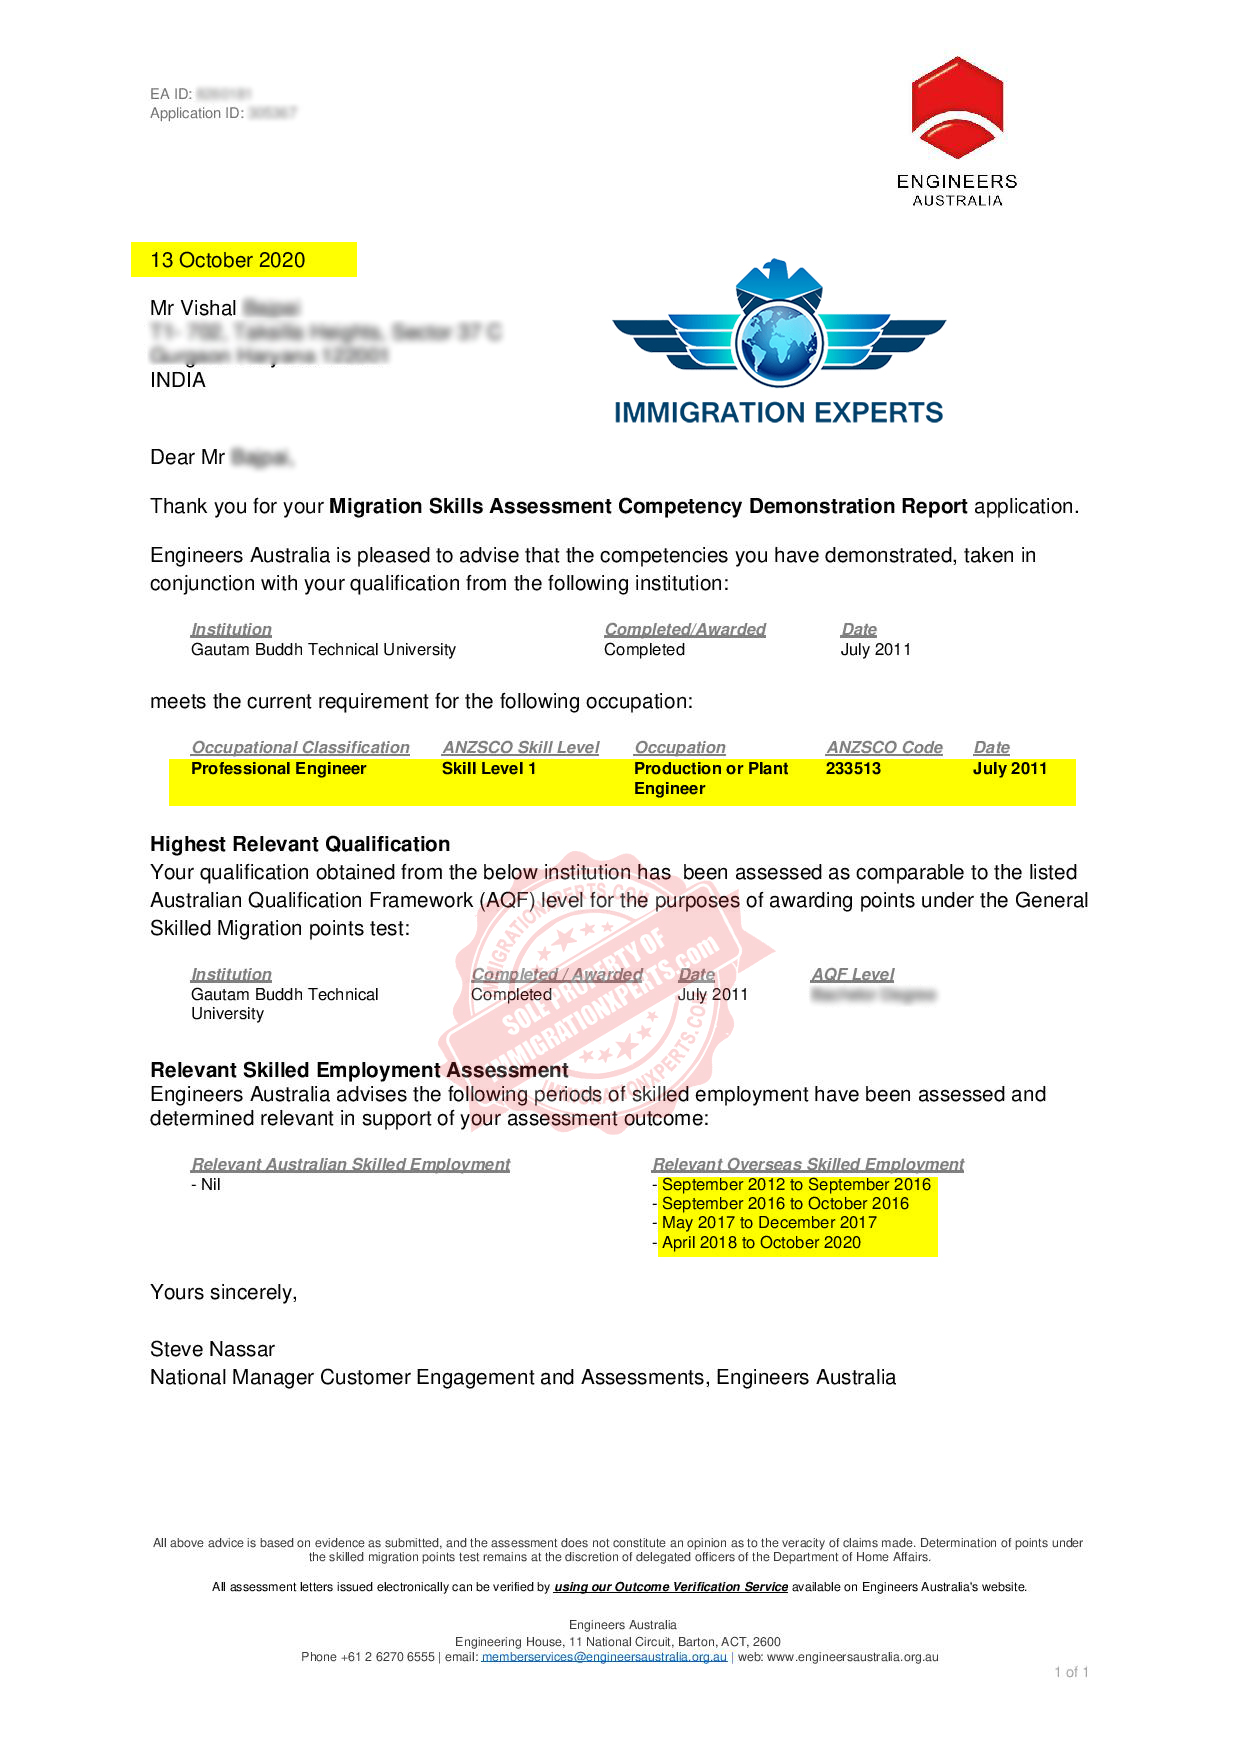 EA ID:
Application ID:
ENGINEERS
AUSTRALIA
13 October 2020
Mr Vishal
INDIA
IMMIGRATION EXPERTS
Dear Mr
Thank you for your Migration Skills Assessment Competency Demonstration Report application.
Engineers Australia is pleased to advise that the competencies you have demonstrated, taken in
conjunction with your qualification from the following institution:
Institution Completed/Awarded Date
Gautam Buddh Technical University Completed July 2011
meets the current requirement for the following occupation:
Occupational Classification ANZSCO Skill Level Occupation ANZSCO Code Date
Professional Engineer Skill Level 1 Production or Plant 233513 July 2011
Engineer
Highest Relevant Qualification
Your qualification obtained from the below institution has been assessed as comparable to the listed
Australian Qualification Framework (AQF) level for the purposes of awarding points under the General
Skilled Migration points test:
Institution Completed / Awarded Date AQF Level
Gautam Buddh Technical Completed July 2011
University
IMMIGRATIONXPERTS.COM
SOLE PROPERTY OF
IMMIGRATIONXPERTS.com
IMMIGRATIONXPERTS.COM
Relevant Skilled Employment Assessment
Engineers Australia advises the following periods of skilled employment have been assessed and
determined relevant in support of your assessment outcome:
Relevant Australian Skilled Employment Relevant Overseas Skilled Employment
- Nil - September 2012 to September 2016
- September 2016 to October 2016
- May 2017 to December 2017
- April 2018 to October 2020
Yours sincerely,
Steve Nassar
National Manager Customer Engagement and Assessments, Engineers Australia
All above advice is based on evidence as submitted, and the assessment does not constitute an opinion as to the veracity of claims made. Determination of points under
the skilled migration points test remains at the discretion of delegated officers of the Department of Home Affairs.
All assessment letters issued electronically can be verified by using our Outcome Verification Service available on Engineers Australia's website.
Engineers Australia
Engineering House, 11 National Circuit, Barton, ACT, 2600
Phone +61 2 6270 6555 | email: memberservices@engineersaustralia.org.au | web: www.engineersaustralia.org.au
1 of 1